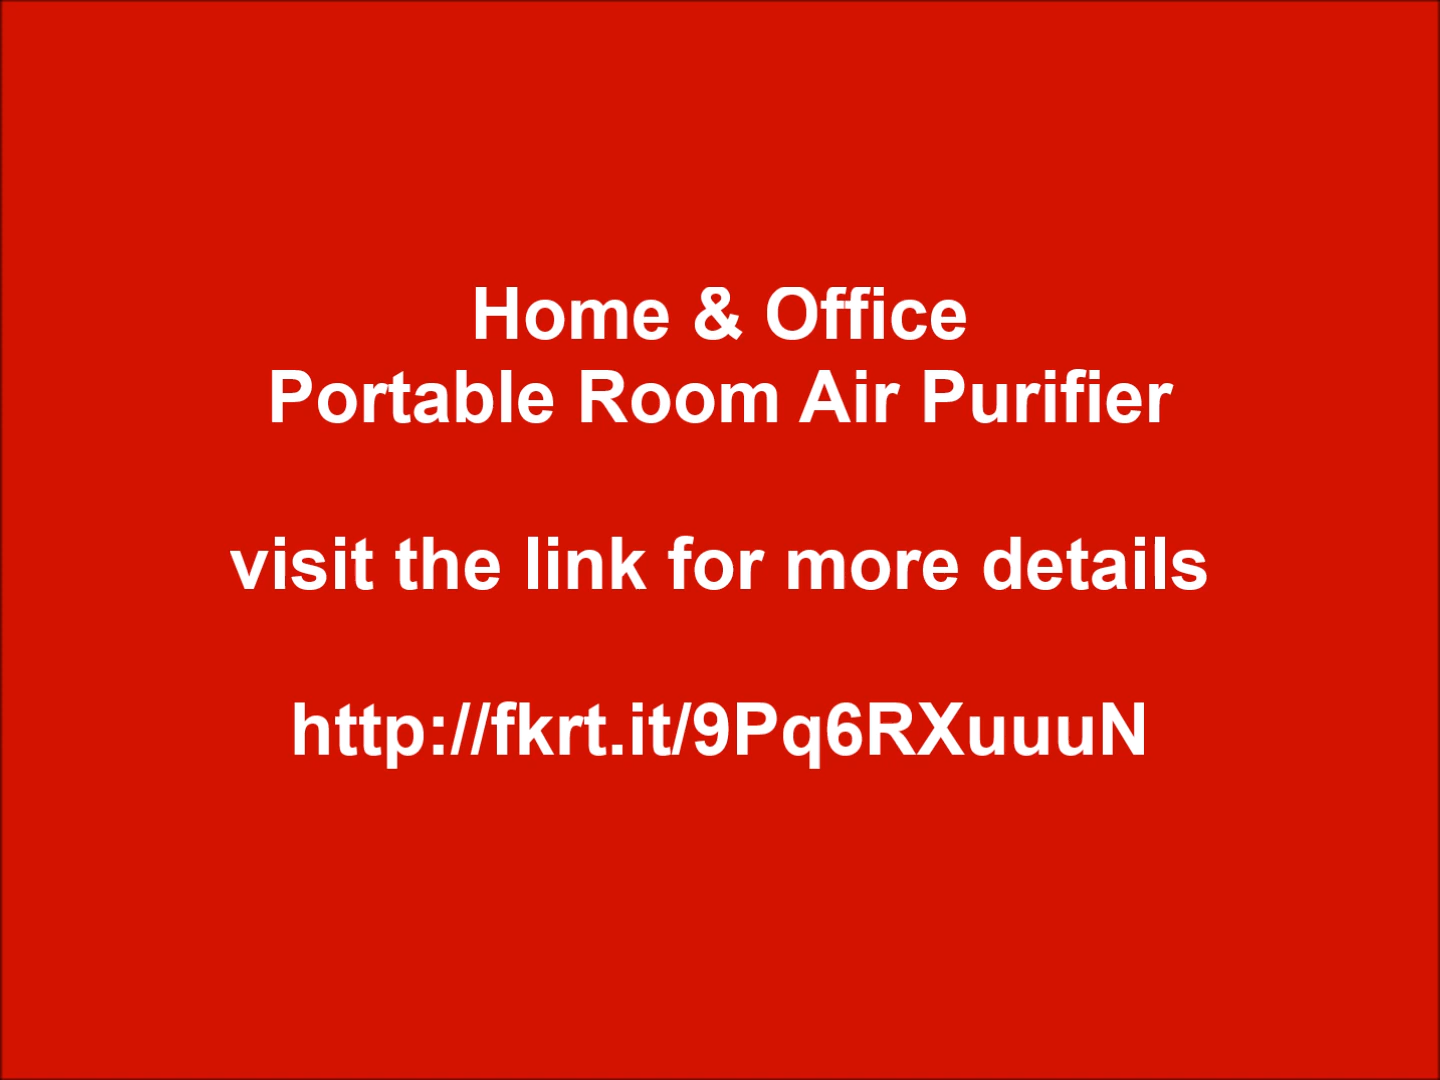 Home & Office
Portable Room Air Purifier
visit the link for more details
http://fkrt.it/9Pq6RXuuuN